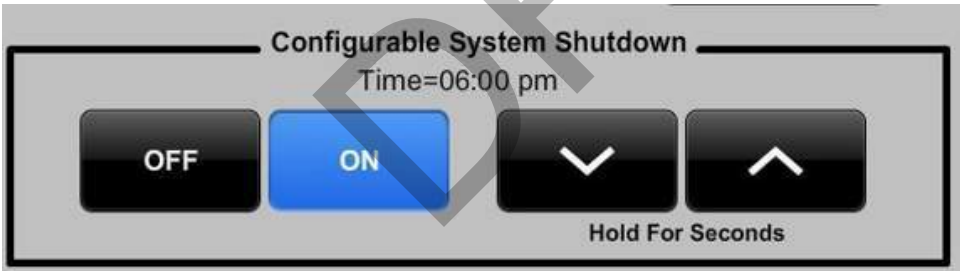 Configurable System Shutdown
Time=06:00 pm
OFF ON
Hold For Seconds